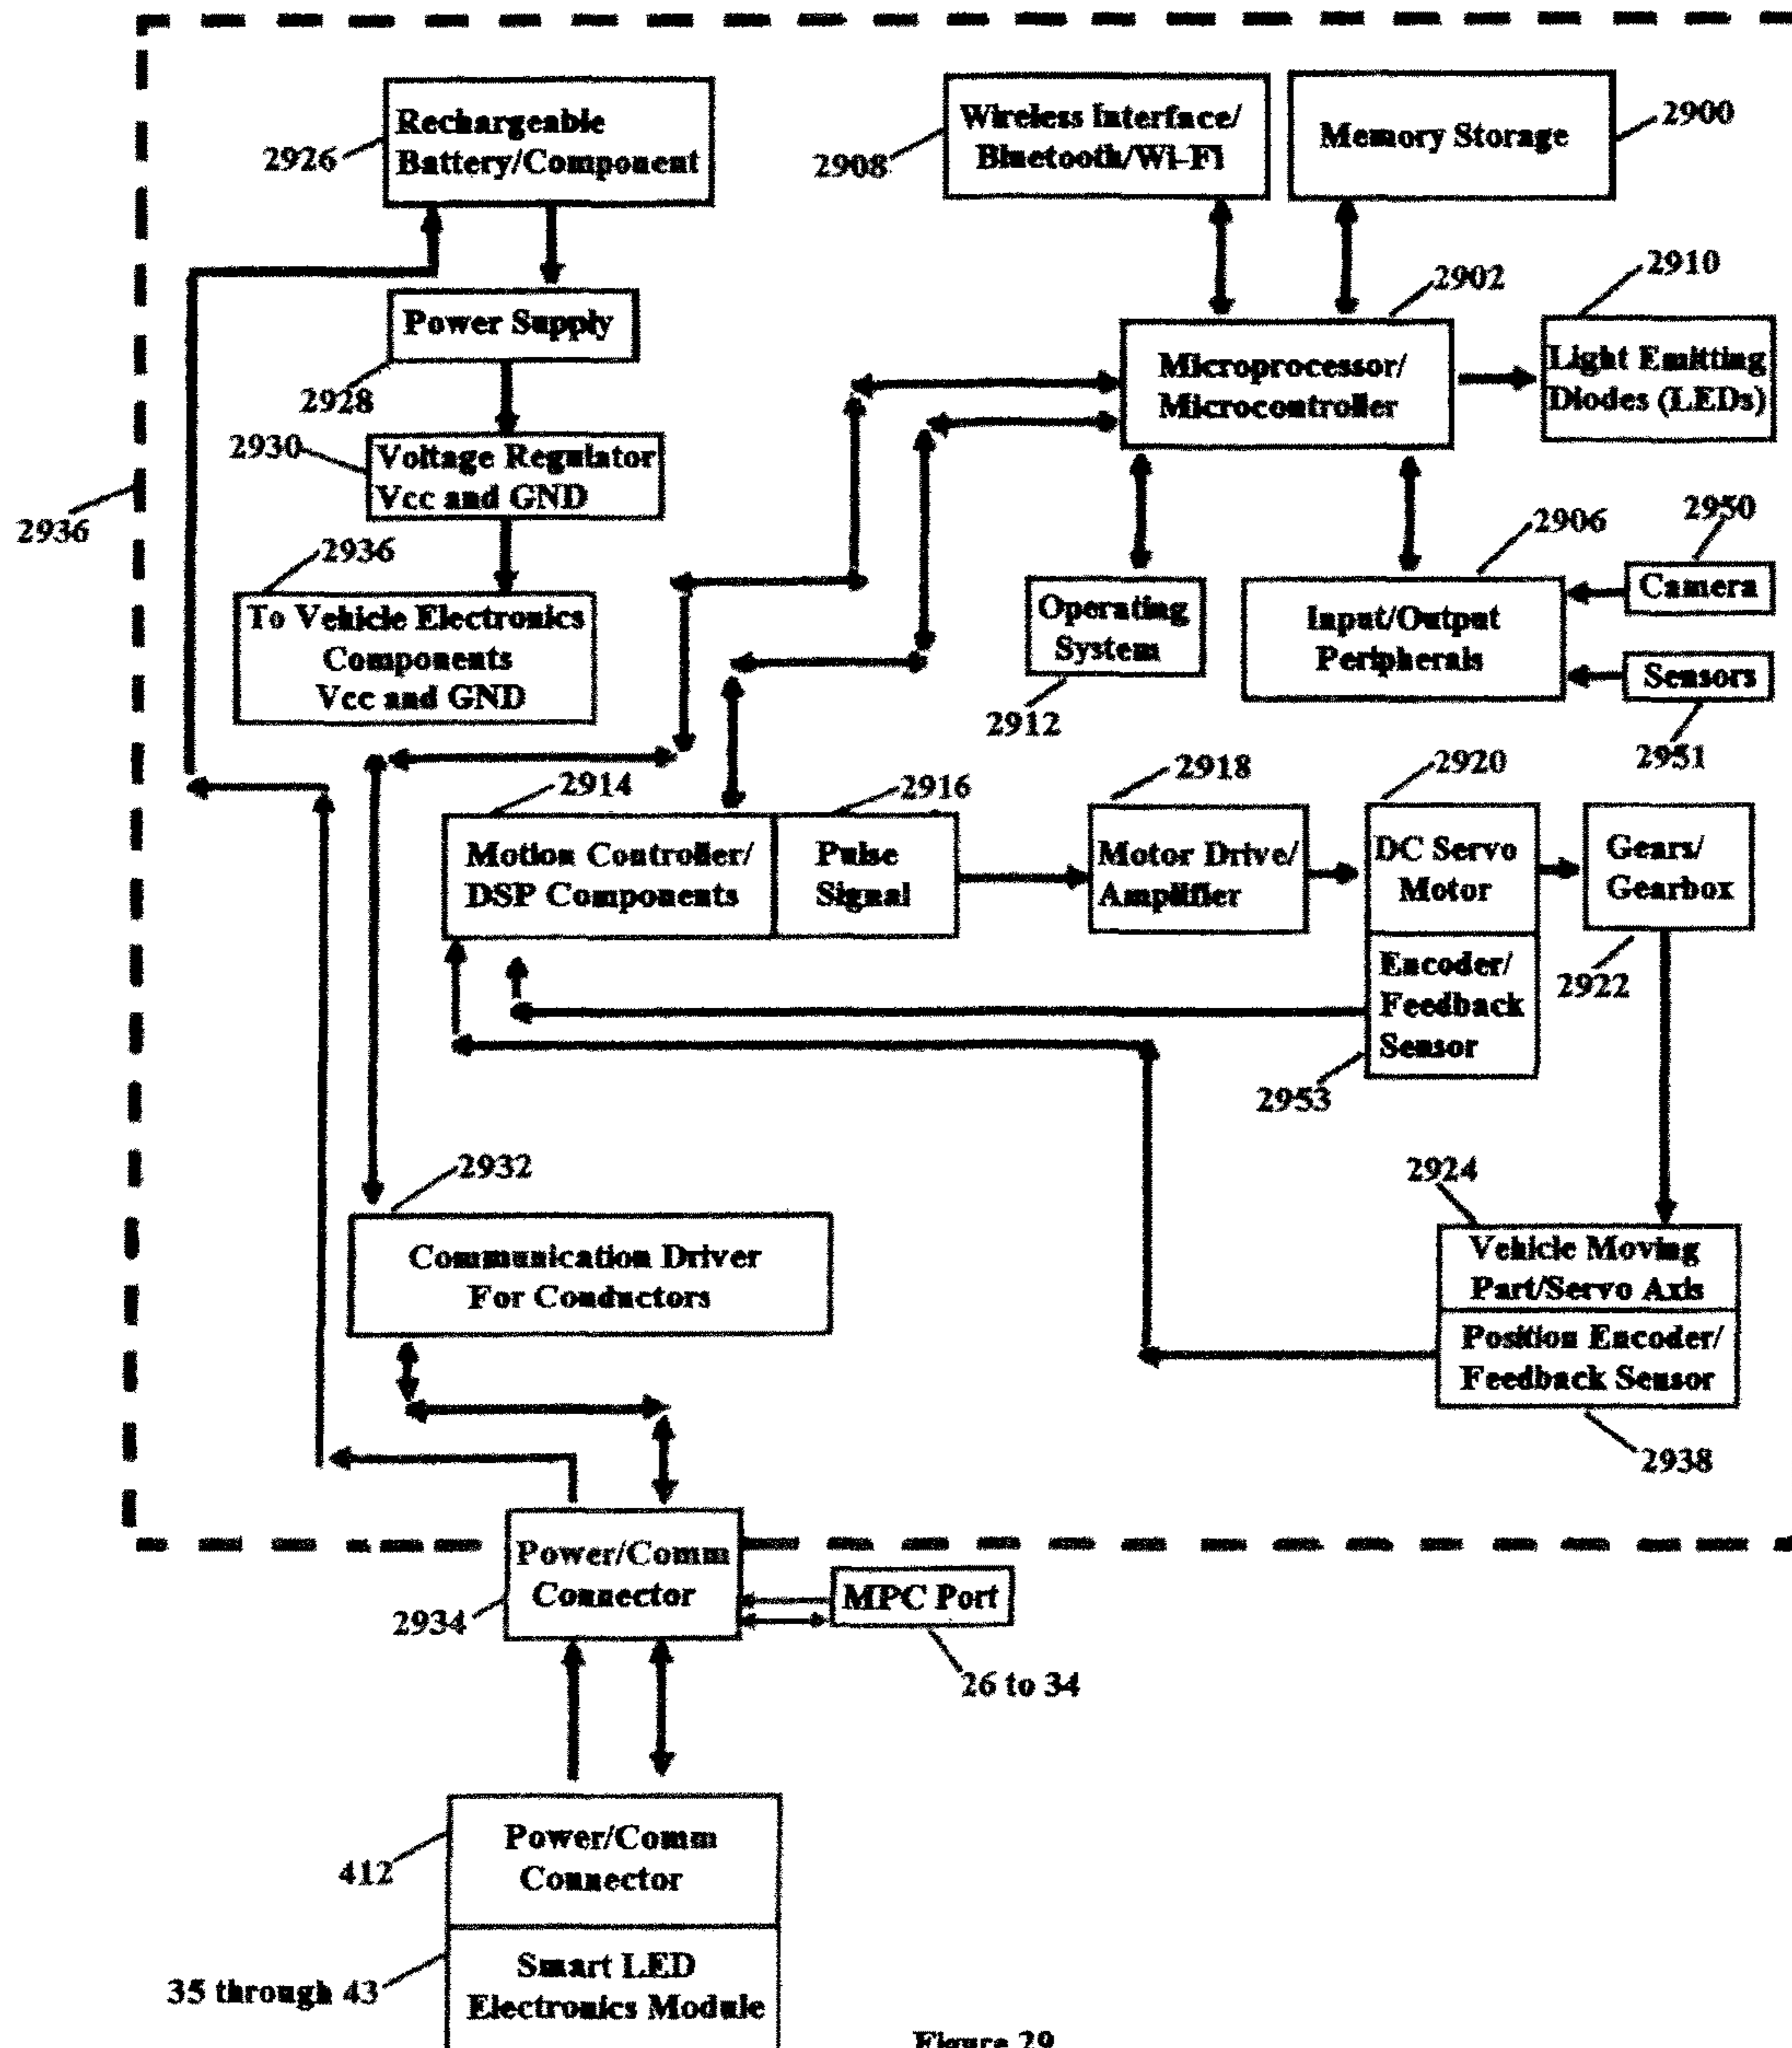 Rechargeable
Battery/Component
2926
Wireless Interface/
Bluetooth/Wi-Fi
2908
Memory Storage
2900
Power Supply
2928
2902
Microprocessor/
Microcontroller
2910
Light Emitting
Diodes (LEDs)
2930
Voltage Regulator
Vcc and GND
2936
2936
To Vehicle Electronics
Components
Vcc and GND
Operating
System
2912
2906
Input/Output
Peripherals
2950
Camera
Sensors
2951
2914
Motion Controller/
DSP Components
2916
Pulse
Signal
2918
Motor Drive/
Amplifier
2920
DC Servo
Motor
Gears/
Gearbox
2922
Encoder/
Feedback
Sensor
2953
2932
Communication Driver
For Conductors
2924
Vehicle Moving
Part/Servo Axis
Position Encoder/
Feedback Sensor
2938
Power/Comm
Connector
2934
MPC Port
26 to 34
Power/Comm
Connector
412
Smart LED
Electronics Module
35 through 43
Figure 29